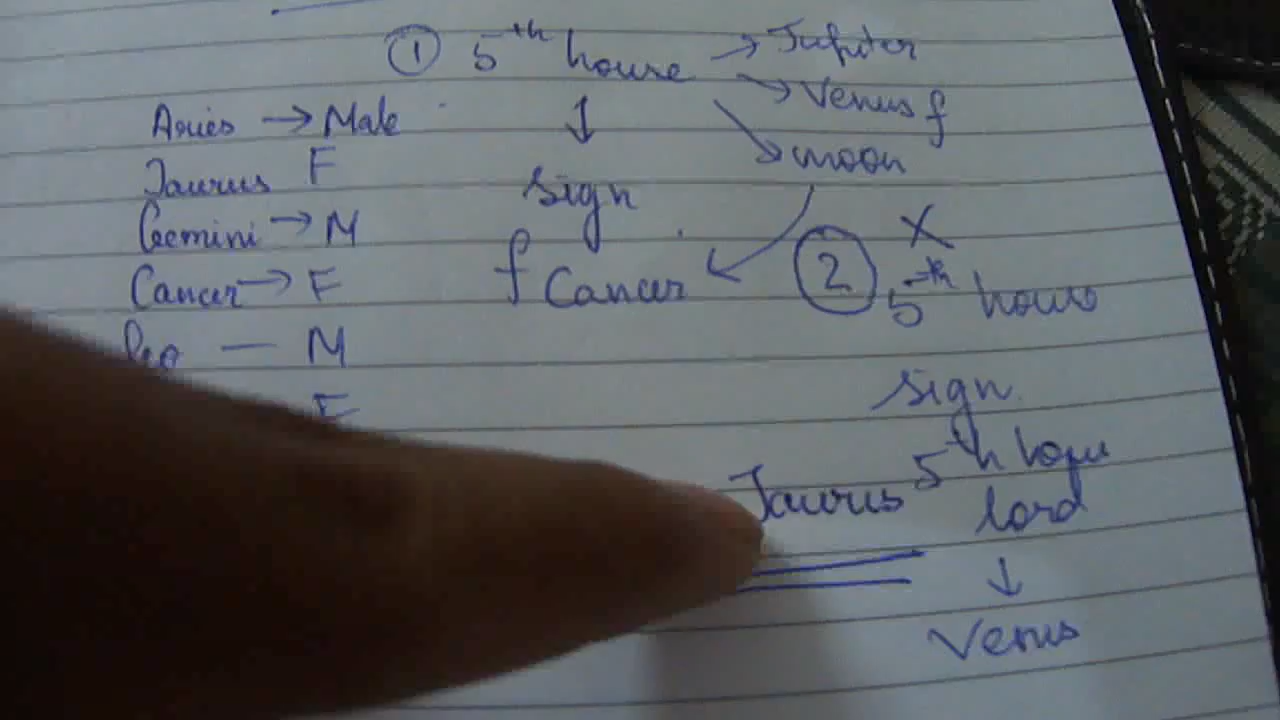 ① 5th house → Jupiter
→ Venus f
→ moon
Aries → Male
Taurus F
Gemini → M
Cancer → F
Leo — M
F
↓
sign
f Cancer
X
② 5th house
sign
Taurus 5th house
lord
↓
Venus